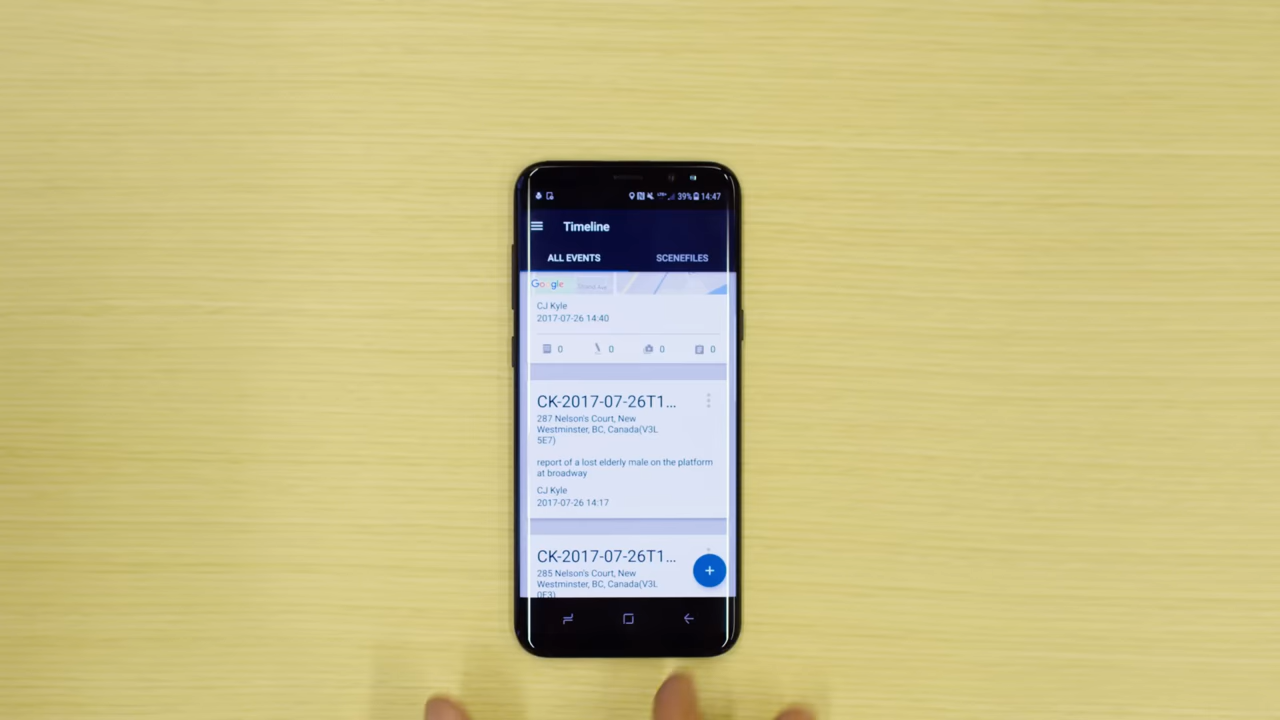 39% 14:47
Timeline
ALL EVENTS SCENEFILES
Google
CJ Kyle
2017-07-26 14:40
0 0 0 0
CK-2017-07-26T1...
287 Nelson's Court, New
Westminster, BC, Canada(V3L
5E7)
report of a lost elderly male on the platform
at broadway
CJ Kyle
2017-07-26 14:17
CK-2017-07-26T1...
285 Nelson's Court, New
Westminster, BC, Canada(V3L
0E3)